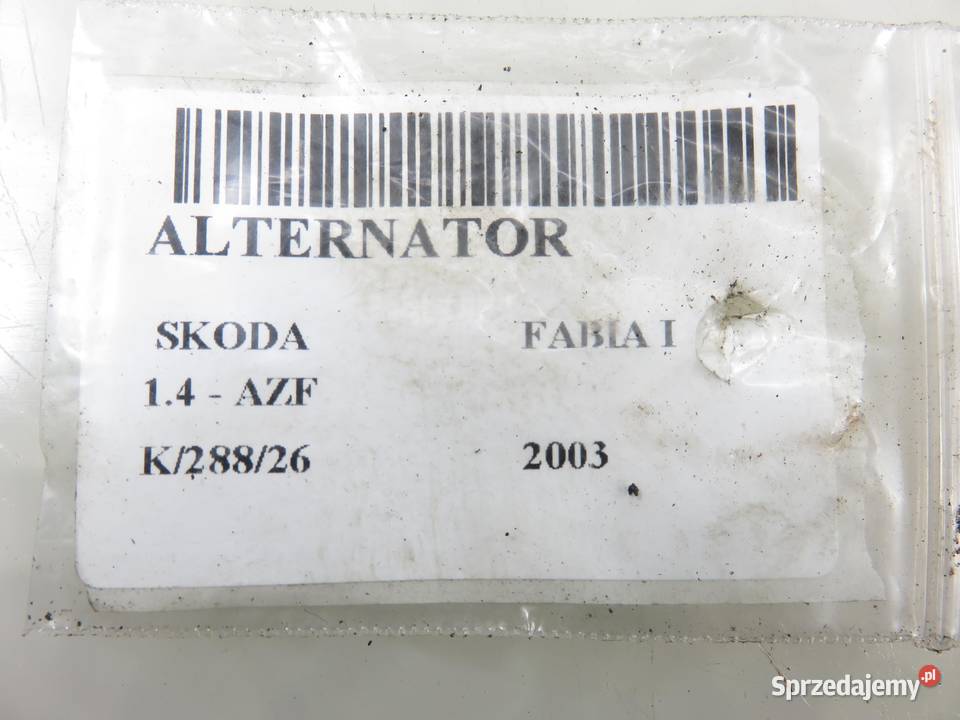 ALTERNATOR
SKODA FABIA I
1.4 - AZF
K/288/26 2003
Sprzedajemy.pl